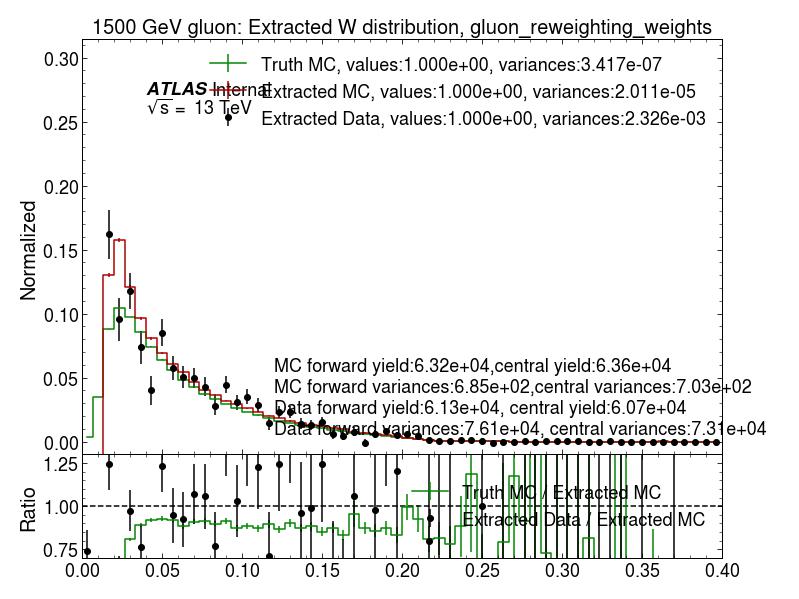 1500 GeV gluon: Extracted W distribution, gluon_reweighting_weights
Truth MC, values:1.000e+00, variances:3.417e-07
ATLAS Internal
Extracted MC, values:1.000e+00, variances:2.011e-05
√s = 13 TeV
Extracted Data, values:1.000e+00, variances:2.326e-03
0.30
0.25
0.20
0.15
0.10
0.05
0.00
Normalized
MC forward yield:6.32e+04,central yield:6.36e+04
MC forward variances:6.85e+02,central variances:7.03e+02
Data forward yield:6.13e+04, central yield:6.07e+04
Data forward variances:7.61e+04, central variances:7.31e+04
1.25
1.00
0.75
Ratio
Truth MC / Extracted MC
Extracted Data / Extracted MC
0.00 0.05 0.10 0.15 0.20 0.25 0.30 0.35 0.40